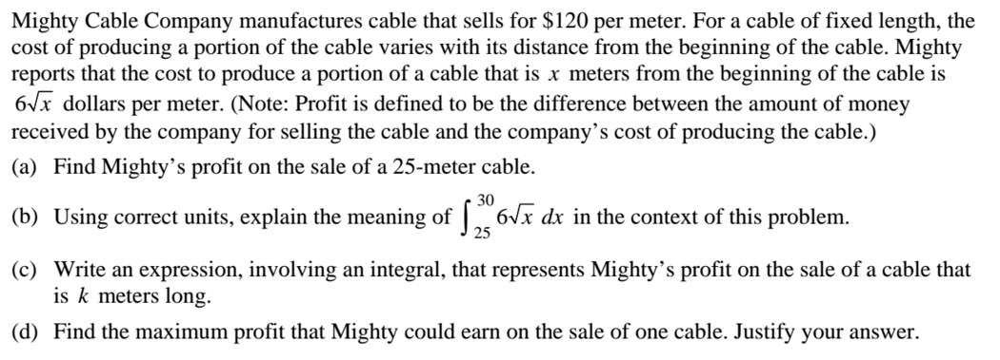 Mighty Cable Company manufactures cable that sells for $120 per meter. For a cable of fixed length, the
cost of producing a portion of the cable varies with its distance from the beginning of the cable. Mighty
reports that the cost to produce a portion of a cable that is x meters from the beginning of the cable is
6√x dollars per meter. (Note: Profit is defined to be the difference between the amount of money
received by the company for selling the cable and the company’s cost of producing the cable.)
(a) Find Mighty’s profit on the sale of a 25-meter cable.
(b) Using correct units, explain the meaning of ∫₂₅³⁰ 6√x dx in the context of this problem.
(c) Write an expression, involving an integral, that represents Mighty’s profit on the sale of a cable that
is k meters long.
(d) Find the maximum profit that Mighty could earn on the sale of one cable. Justify your answer.